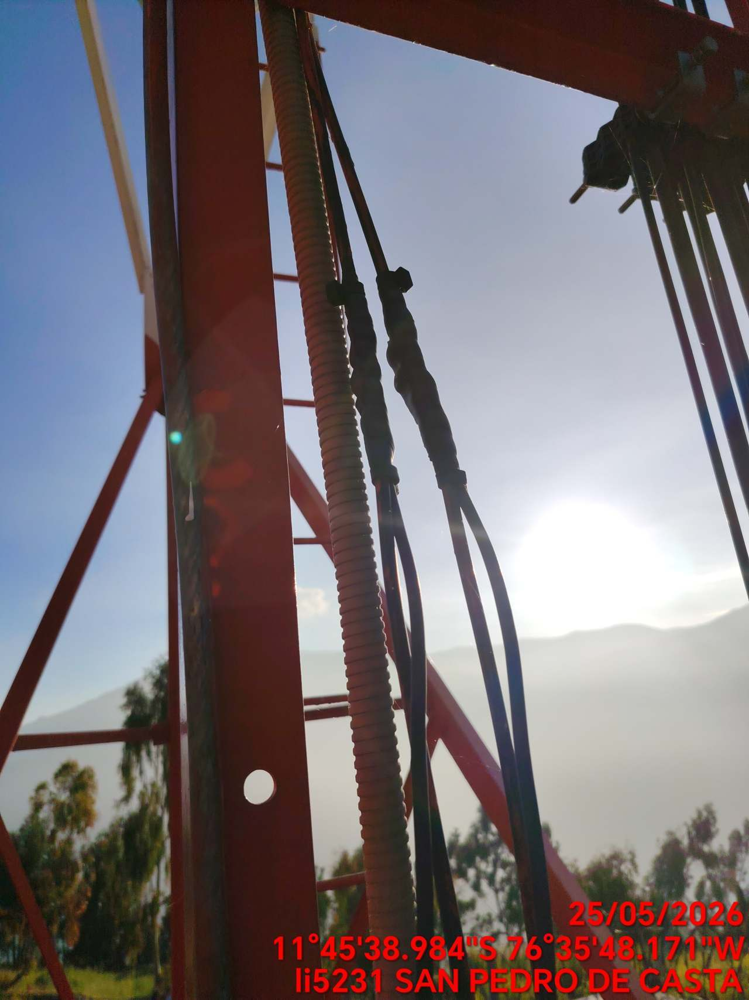 25/05/2026
11°45'38.984"S 76°35'48.171"W
li5231 SAN PEDRO DE CASTA